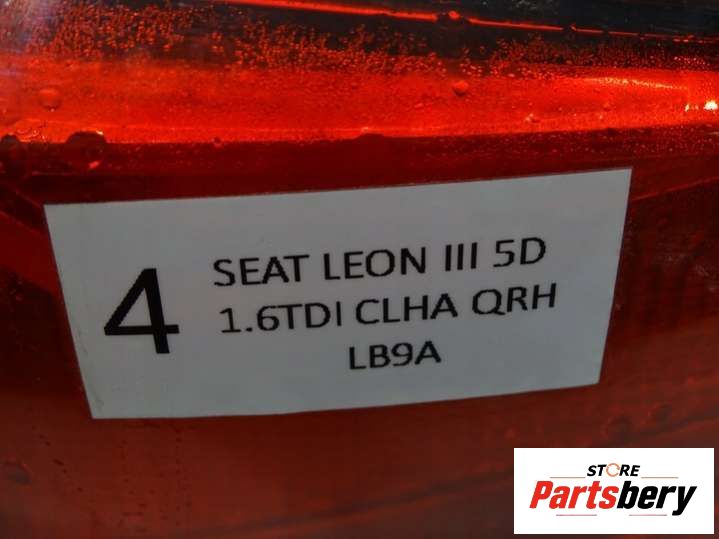 4
SEAT LEON III 5D
1.6TDI CLHA QRH
LB9A
STORE
Partsbery